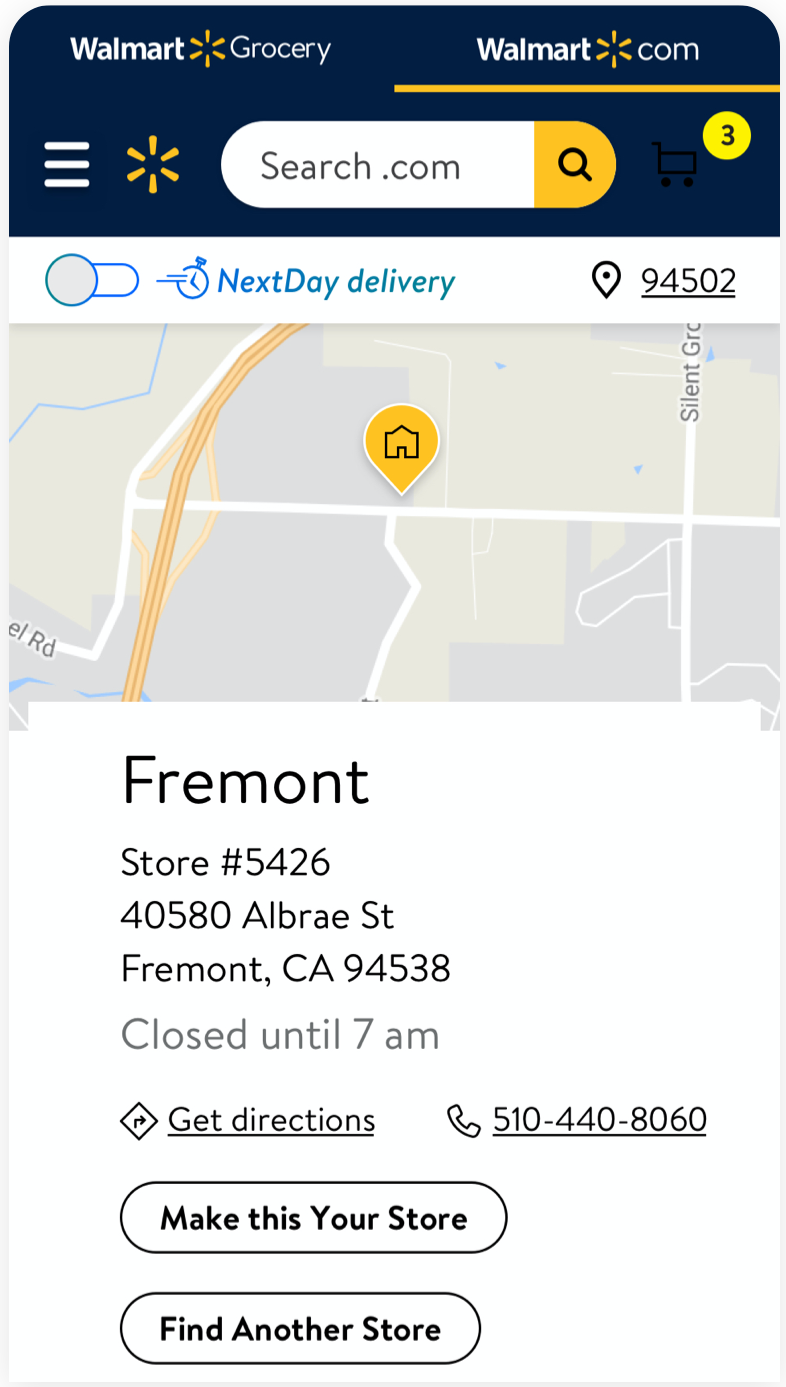 Walmart Grocery
Walmart com
Search .com
3
NextDay delivery
94502
Silent Gro
el Rd
Fremont
Store #5426
40580 Albrae St
Fremont, CA 94538
Closed until 7 am
Get directions
510-440-8060
Make this Your Store
Find Another Store